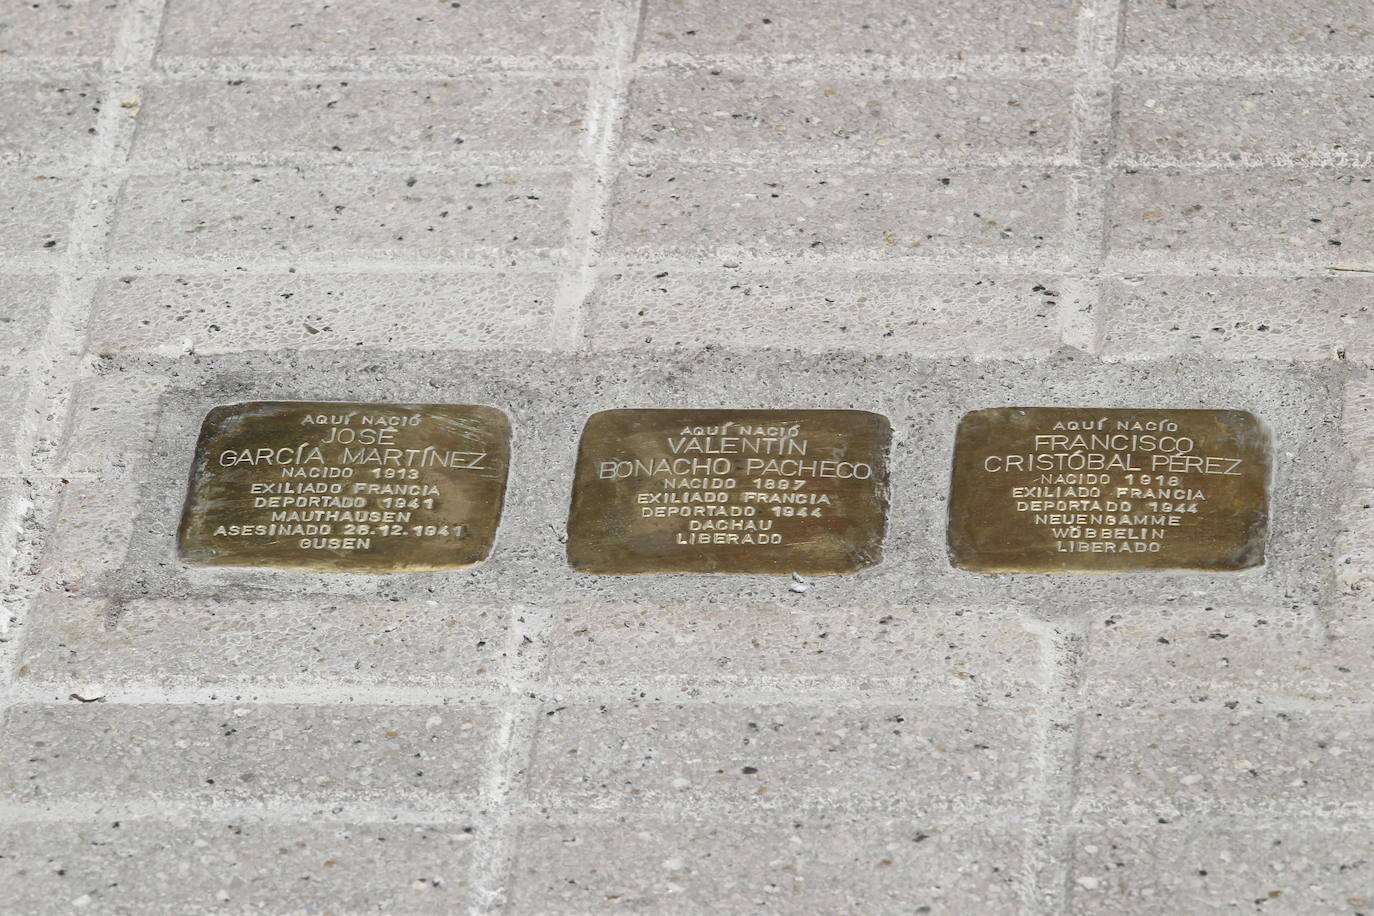 AQUÍ NACIÓ
JOSÉ
GARCÍA MARTÍNEZ
NACIDO 1913
EXILIADO FRANCIA
DEPORTADO 1941
MAUTHAUSEN
ASESINADO 28.12.1941
GUSEN
AQUÍ NACIÓ
VALENTÍN
BONACHO PACHECO
NACIDO 1897
EXILIADO FRANCIA
DEPORTADO 1944
DACHAU
LIBERADO
AQUÍ NACIÓ
FRANCISCO
CRISTÓBAL PÉREZ
NACIDO 1918
EXILIADO FRANCIA
DEPORTADO 1944
NEUENGAMME
WÖBBELIN
LIBERADO